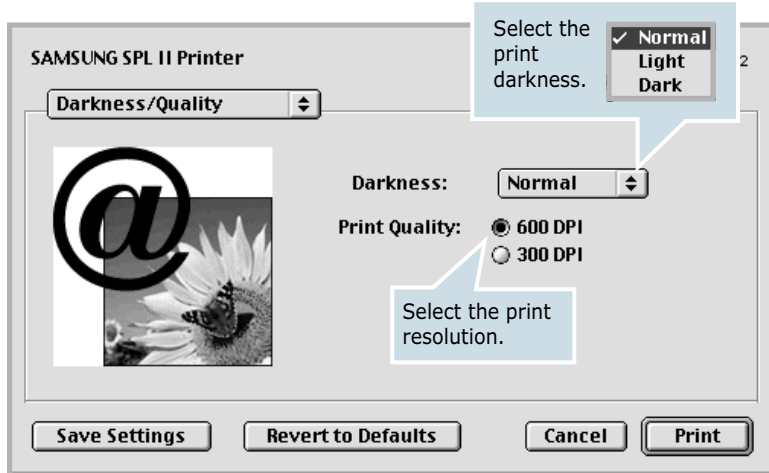 Select the
print
darkness.
✓ Normal
Light
Dark
SAMSUNG SPL II Printer
2
Darkness/Quality
Darkness: Normal
Print Quality: 600 DPI
300 DPI
Select the print
resolution.
@
Save Settings Revert to Defaults Cancel Print